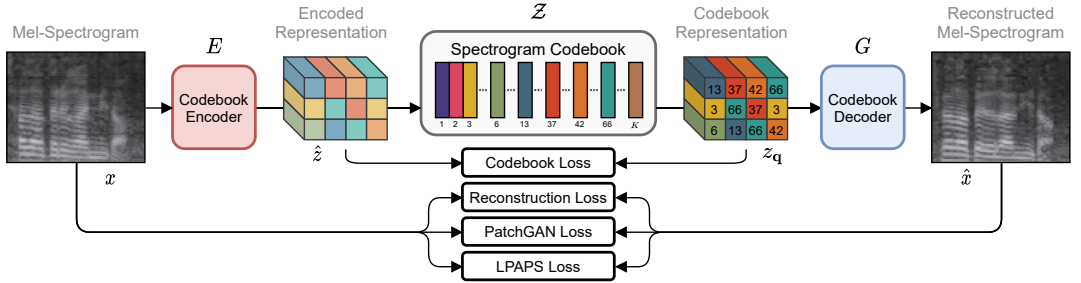 Mel-Spectrogram
E
Encoded
Representation
𝒵
Codebook
Representation
G
Reconstructed
Mel-Spectrogram
Codebook
Encoder
Spectrogram Codebook
... ... ... ... ... ...
1 2 3 6 13 37 42 66 K
13 37 42 66
3 66 37 3
6 13 66 42
Codebook
Decoder
x
ẑ
z_q
x̂
Codebook Loss
Reconstruction Loss
PatchGAN Loss
LPAPS Loss